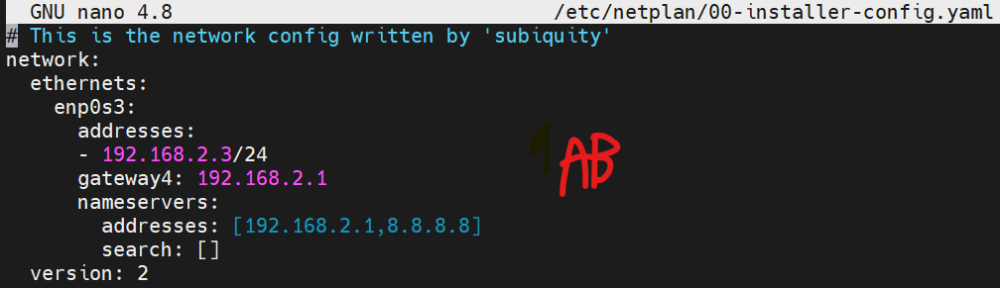 GNU nano 4.8 /etc/netplan/00-installer-config.yaml
# This is the network config written by 'subiquity'
network:
  ethernets:
    enp0s3:
      addresses:
      - 192.168.2.3/24
      gateway4: 192.168.2.1
      nameservers:
        addresses: [192.168.2.1,8.8.8.8]
        search: []
  version: 2
1AB